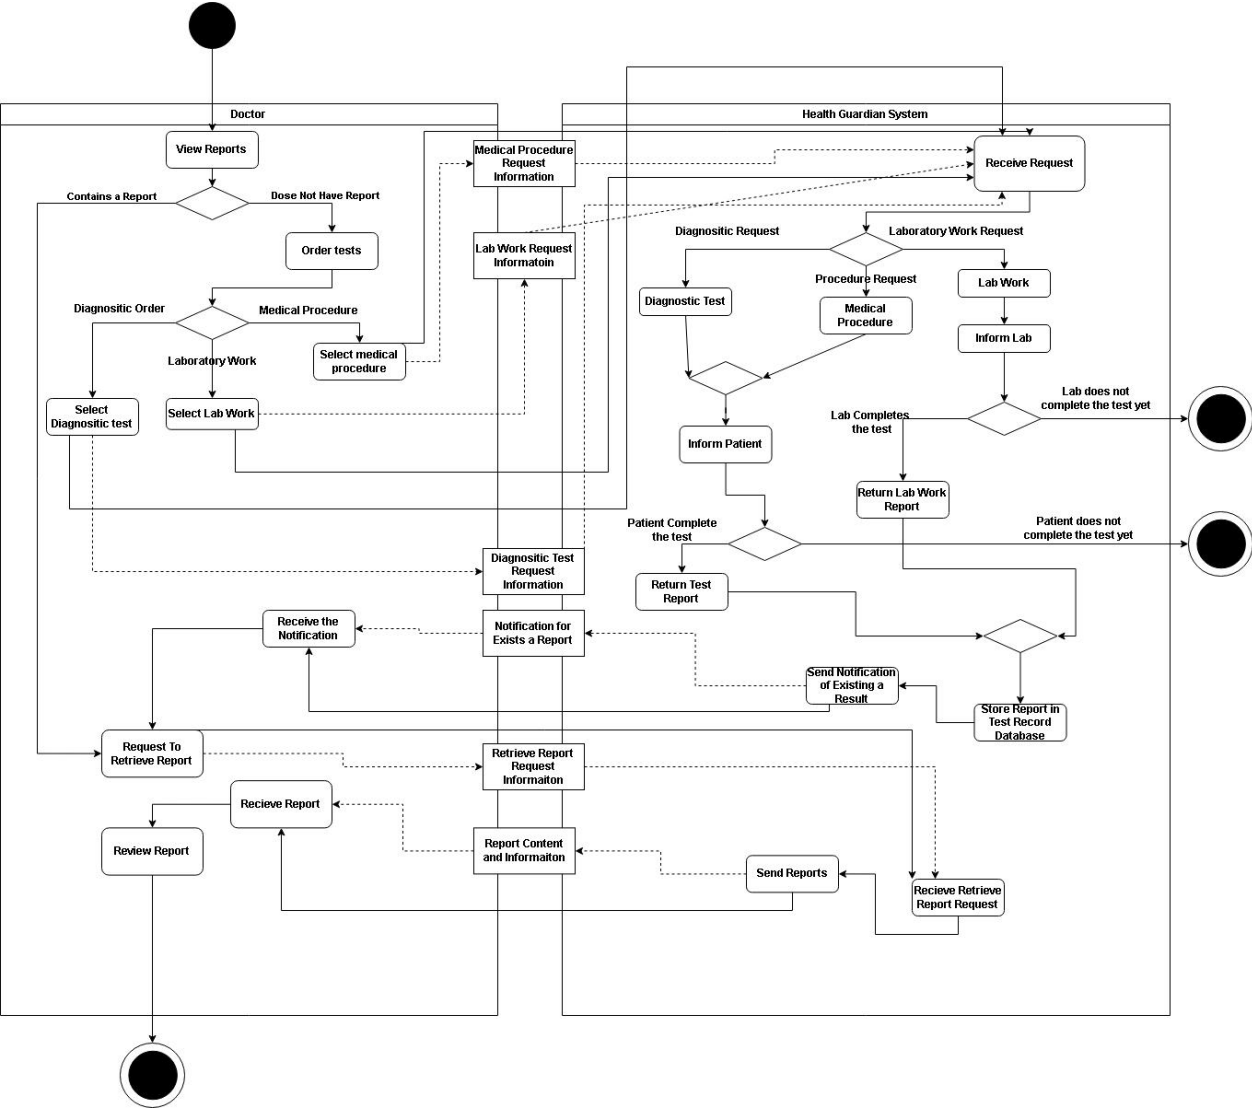 Doctor
Health Guardian System
View Reports
Medical Procedure
Request
Information
Receive Request
Contains a Report
Dose Not Have Report
Order tests
Lab Work Request
Informatoin
Diagnositic Request
Laboratory Work Request
Procedure Request
Lab Work
Diagnostic Test
Medical
Procedure
Diagnositic Order
Medical Procedure
Inform Lab
Select medical
procedure
Laboratory Work
Select
Diagnositic test
Select Lab Work
Lab does not
complete the test yet
Lab Completes
the test
Inform Patient
Return Lab Work
Report
Patient Complete
the test
Patient does not
complete the test yet
Diagnositic Test
Request
Information
Return Test
Report
Receive the
Notification
Notification for
Exists a Report
Send Notification
of Existing a
Result
Store Report in
Test Record
Database
Request To
Retrieve Report
Retrieve Report
Request
Informaiton
Recieve Report
Review Report
Report Content
and Informaiton
Send Reports
Recieve Retrieve
Report Request